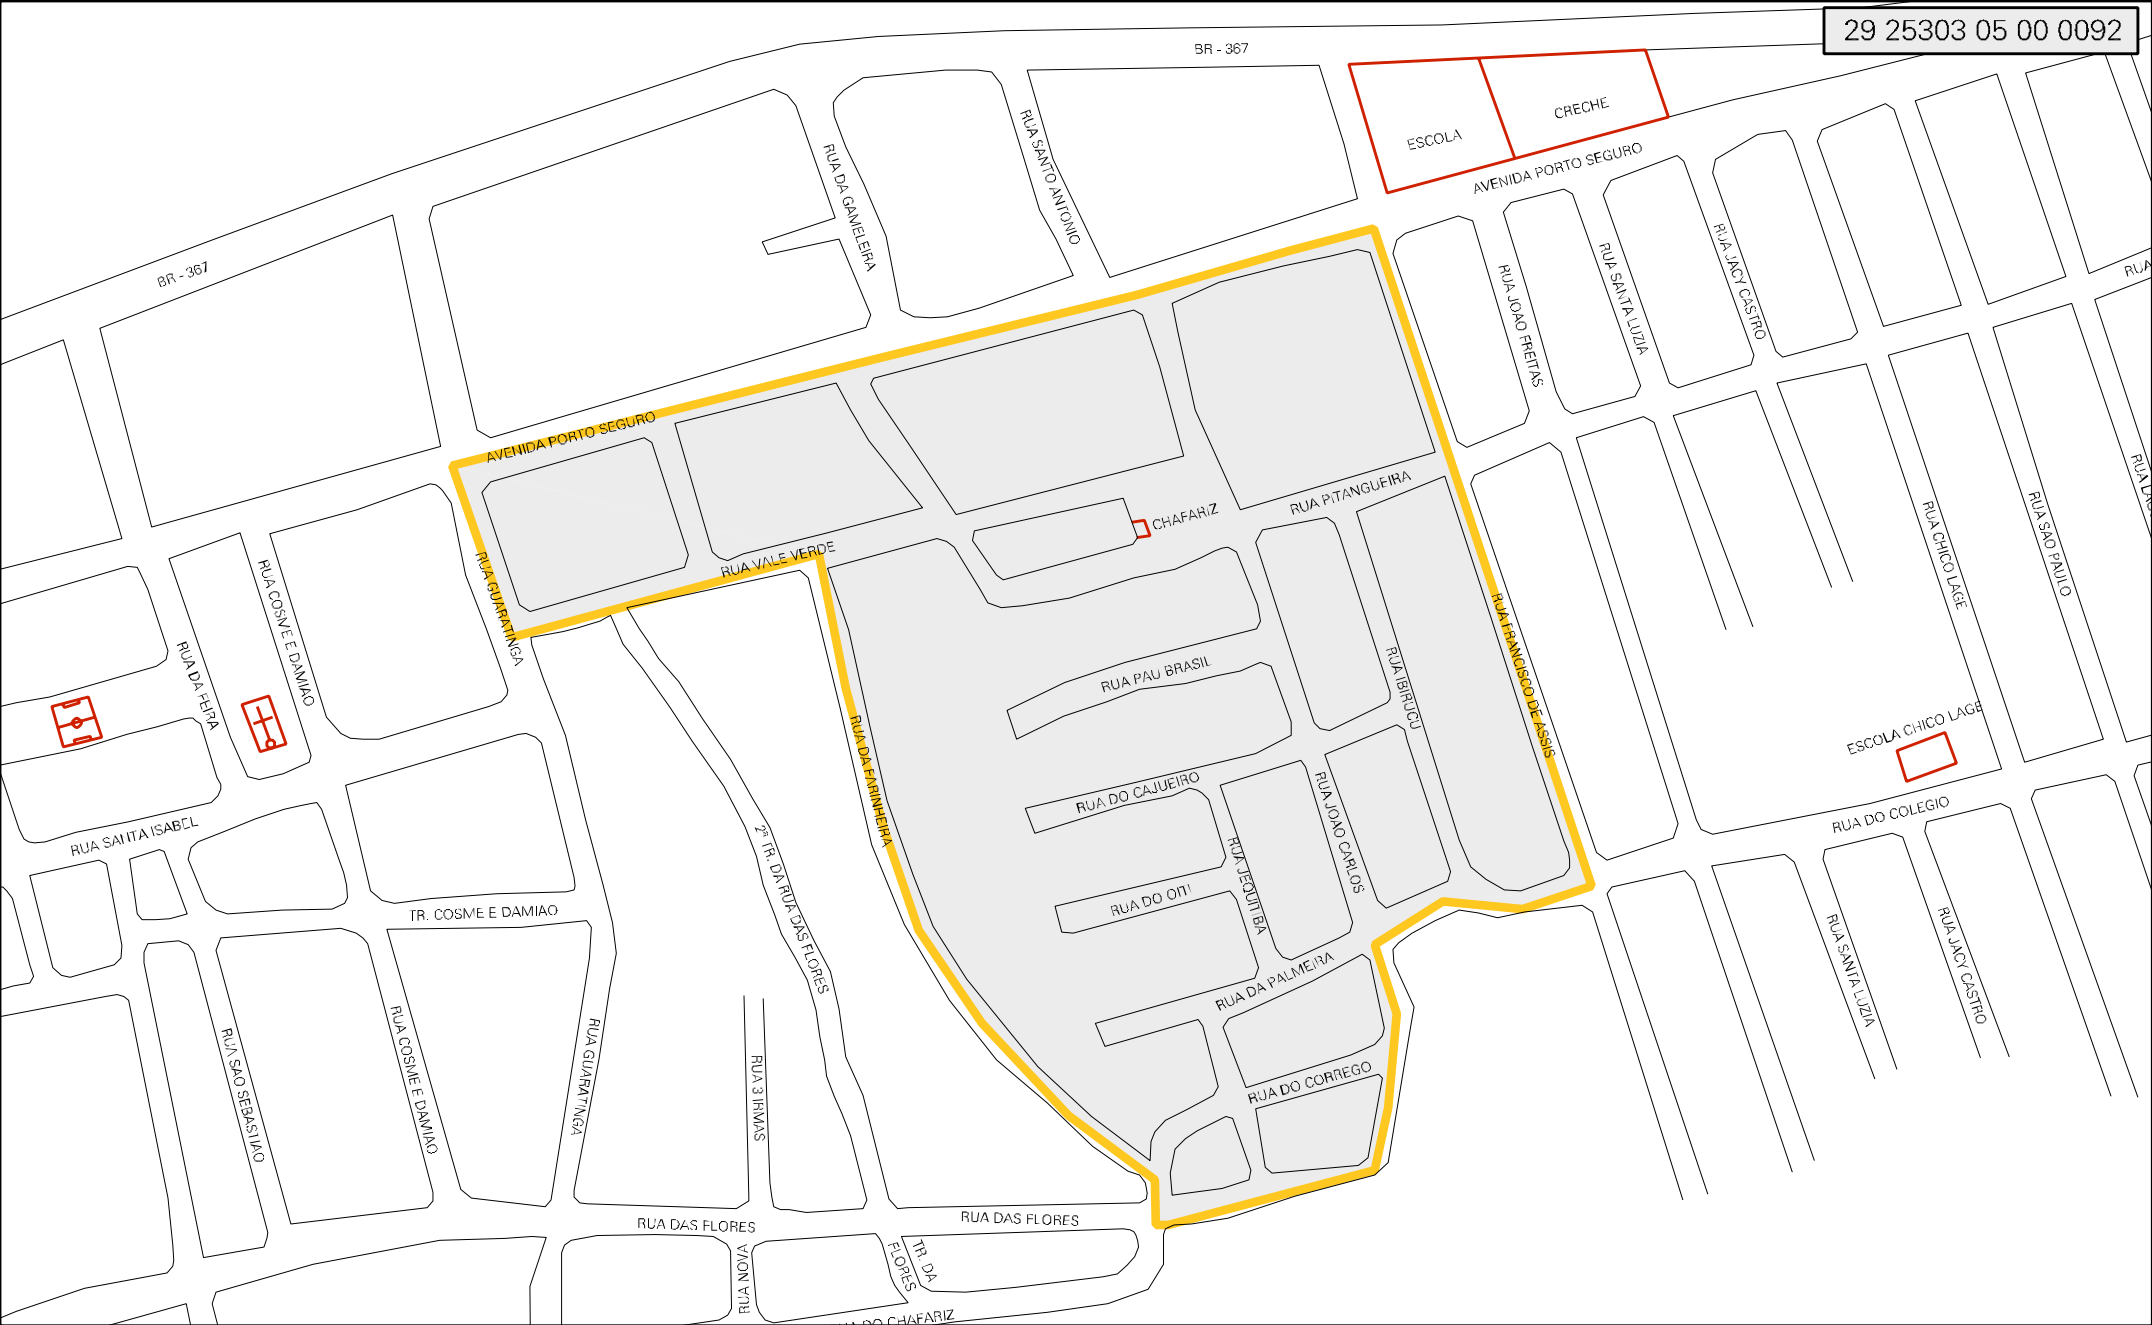 29 25303 05 00 0092
BR - 367
BR - 367
ESCOLA
CRECHE
AVENIDA PORTO SEGURO
RUA DA GAMELEIRA
RUA SANTO ANTONIO
RUA JOAO FREITAS
RUA SANTA LUZIA
RUA JACY CASTRO
RUA
AVENIDA PORTO SEGURO
RUA VALE VERDE
RUA GUARATINGA
CHAFARIZ
RUA PITANGUEIRA
RUA CHICO LAGE
RUA SAO PAULO
RUA COSME E DAMIAO
RUA DA FEIRA
RUA PAU BRASIL
RUA IBIRUCU
RUA FRANCISCO DE ASSIS
RUA DA FARINHEIRA
ESCOLA CHICO LAGE
RUA DO COLEGIO
RUA DO CAJUEIRO
RUA JOAO CARLOS
RUA JEQUITIBA
RUA DO OITI
RUA SANTA ISABEL
2ª TR. DA RUA DAS FLORES
TR. COSME E DAMIAO
RUA DA PALMEIRA
RUA SANTA LUZIA
RUA JACY CASTRO
RUA SAO SEBASTIAO
RUA COSME E DAMIAO
RUA GUARATINGA
RUA 3 IRMAS
RUA DO CORREGO
RUA DAS FLORES
RUA DAS FLORES
RUA NOVA
TR. DA
FLORES
DO CHAFARIZ